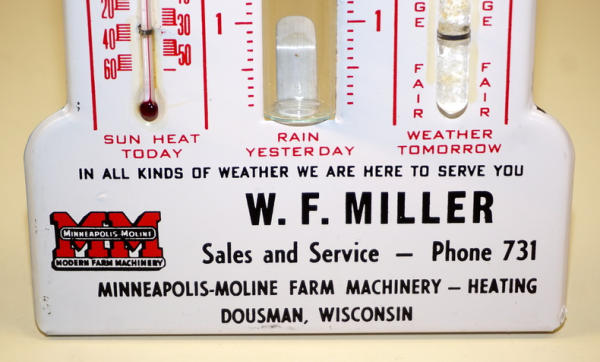 20
40
60
30
50
1
1
GE
FAIR
GE
FAIR
SUN HEAT
TODAY
RAIN
YESTERDAY
WEATHER
TOMORROW
IN ALL KINDS OF WEATHER WE ARE HERE TO SERVE YOU
W. F. MILLER
MM
MINNEAPOLIS-MOLINE
MODERN FARM MACHINERY
Sales and Service — Phone 731
MINNEAPOLIS-MOLINE FARM MACHINERY — HEATING
DOUSMAN, WISCONSIN